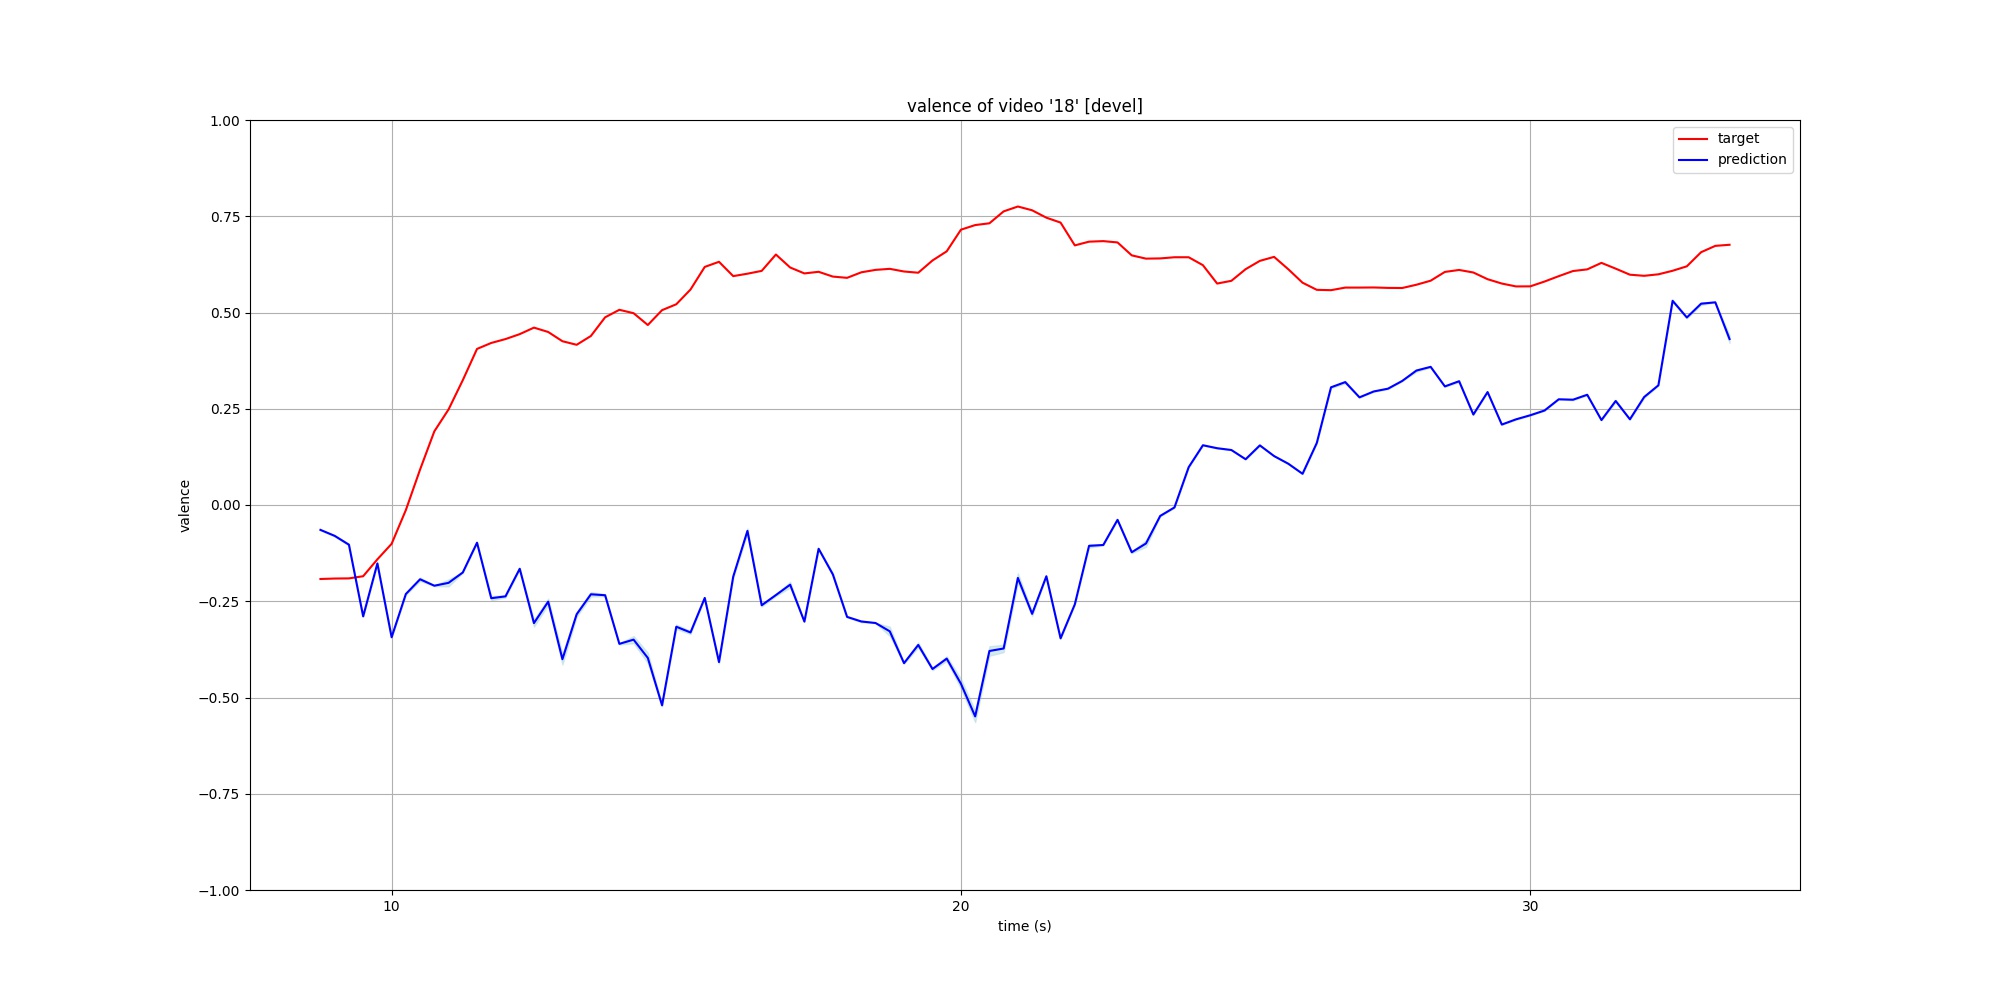 valence of video '18' [devel]
target
prediction
1.00
0.75
0.50
0.25
0.00
−0.25
−0.50
−0.75
−1.00
valence
10
20
30
time (s)